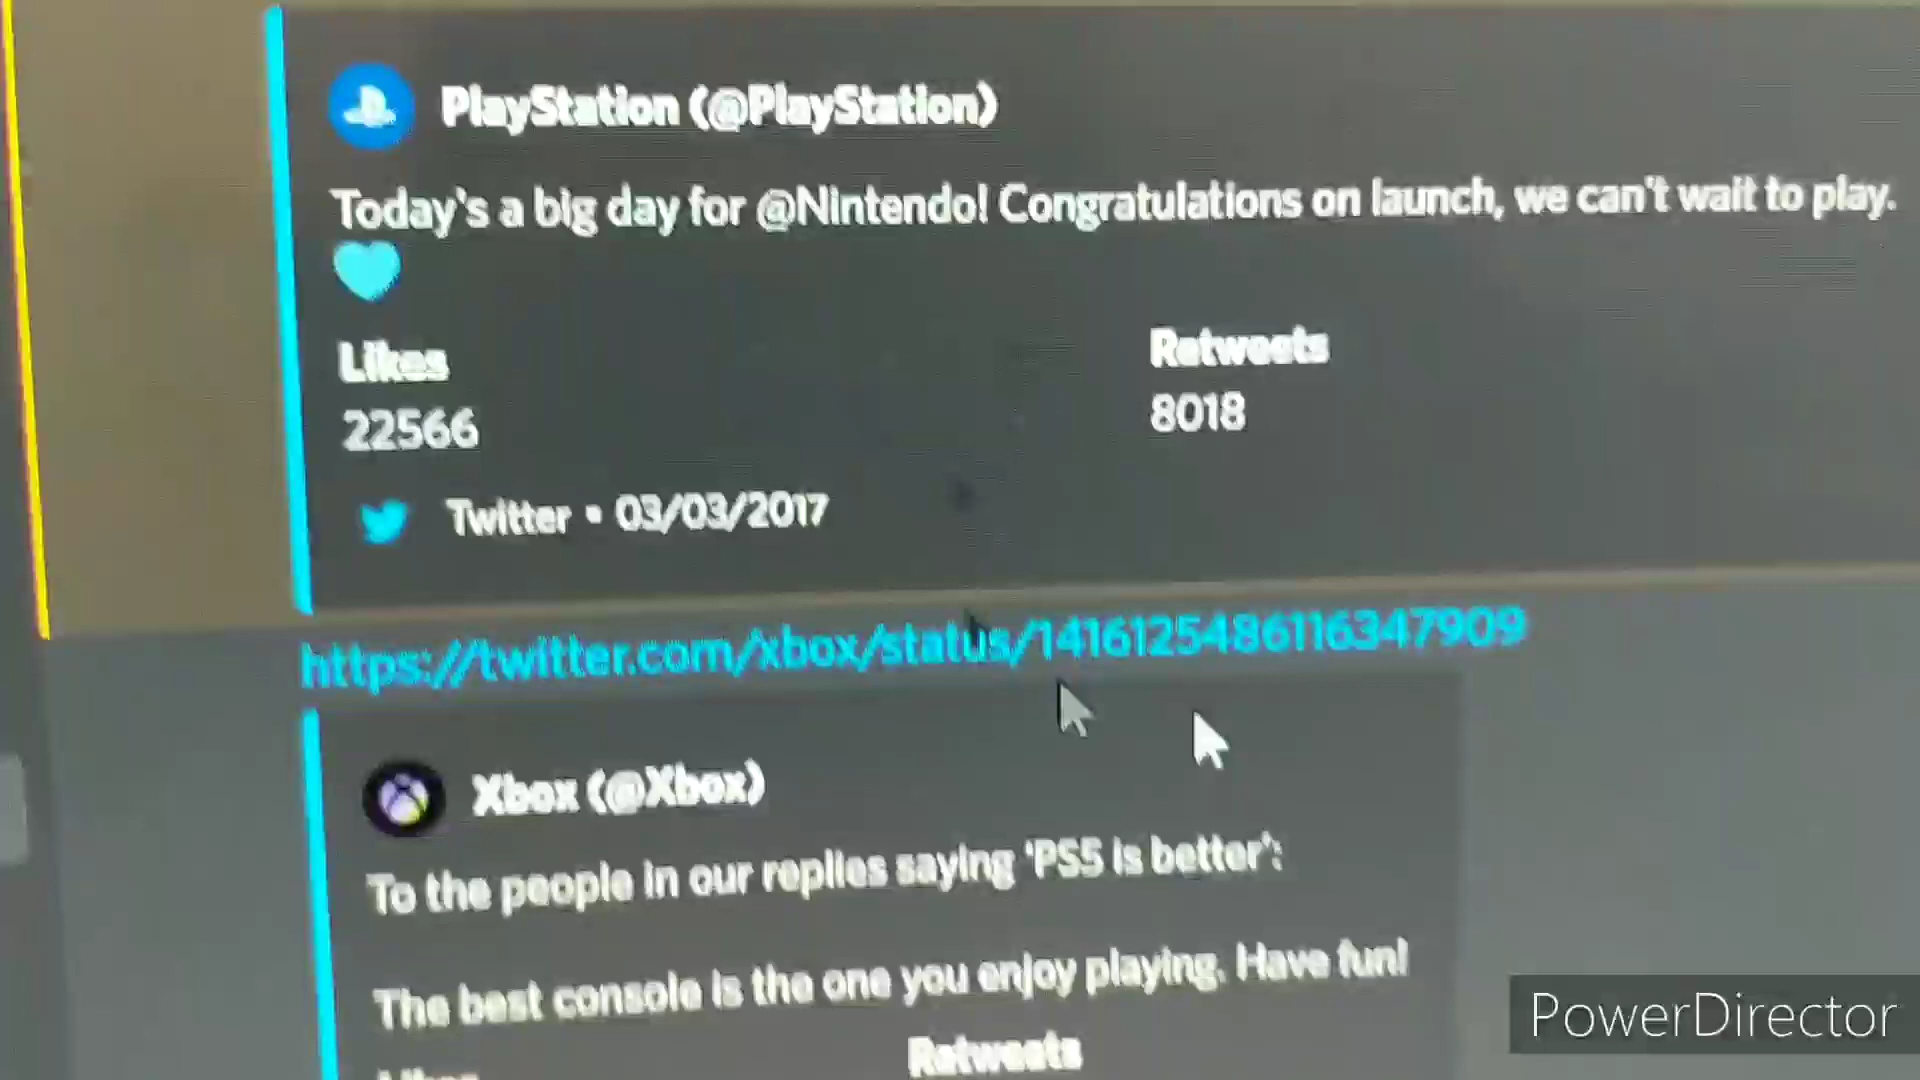 PlayStation (@PlayStation)
Today's a big day for @Nintendo! Congratulations on launch, we can't wait to play.
Likes
Retweets
22566
8018
Twitter • 03/03/2017
https://twitter.com/xbox/status/1416125486116347909
Xbox (@Xbox)
To the people in our replies saying 'PS5 is better':
The best console is the one you enjoy playing. Have fun!
Likes
Retweets
PowerDirector